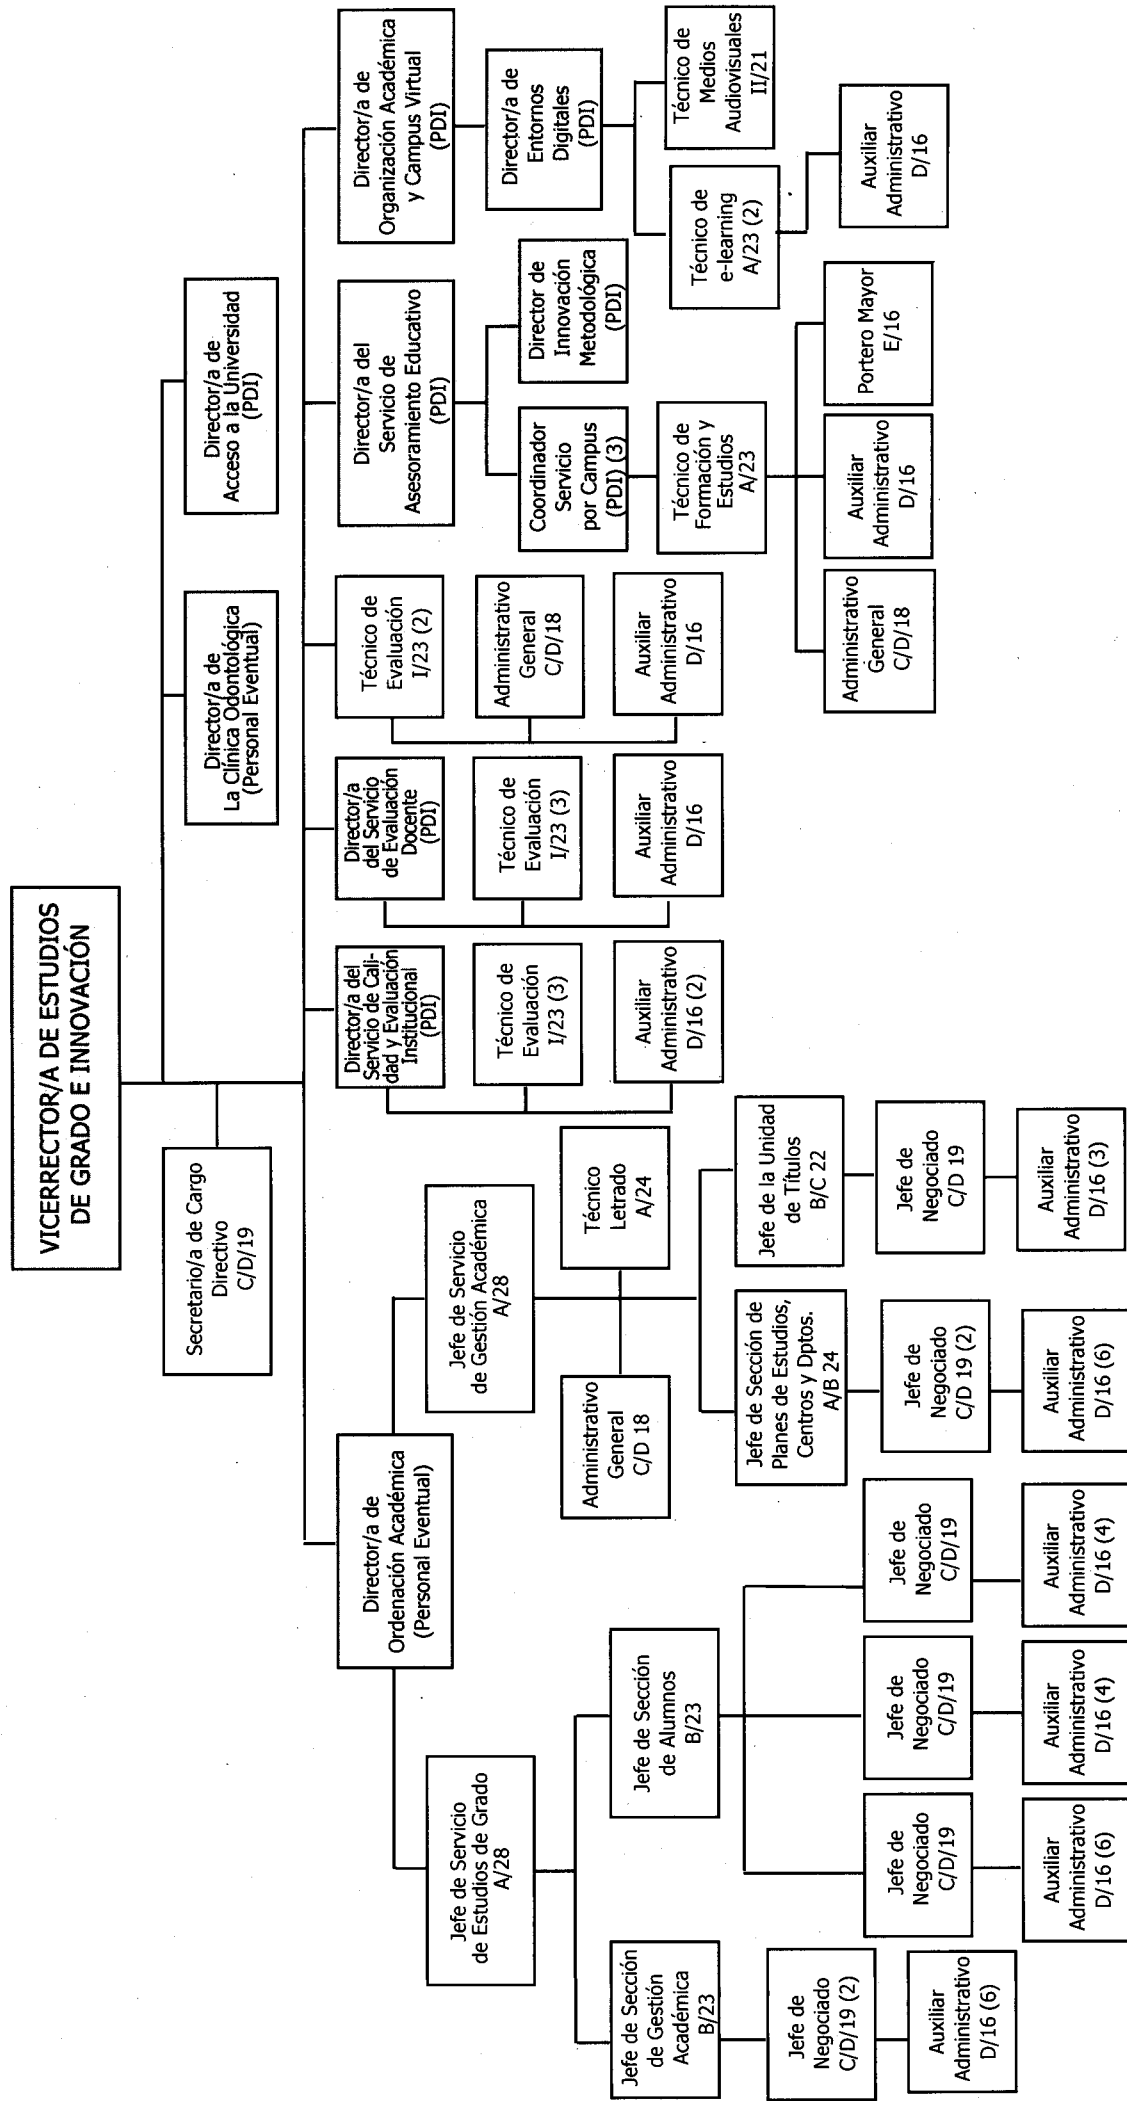 VICERRECTOR/A DE ESTUDIOS
DE GRADO E INNOVACIÓN
Secretario/a de Cargo
Directivo
C/D/19
Director/a de
La Clínica Odontológica
(Personal Eventual)
Director/a de
Acceso a la Universidad
(PDI)
Director/a de
Ordenación Académica
(Personal Eventual)
Director/a del
Servicio de Cali-
dad y Evaluación
Institucional
(PDI)
Director/a
del Servicio
de Evaluación
Docente
(PDI)
Técnico de
Evaluación
I/23 (2)
Director/a del
Servicio de
Asesoramiento Educativo
(PDI)
Director/a de
Organización Académica
y Campus Virtual
(PDI)
Jefe de Servicio
de Estudios de Grado
A/28
Jefe de Servicio
de Gestión Académica
A/28
Técnico de
Evaluación
I/23 (3)
Técnico de
Evaluación
I/23 (3)
Administrativo
General
C/D/18
Coordinador
Servicio
por Campus
(PDI) (3)
Director de
Innovación
Metodológica
(PDI)
Director/a de
Entornos
Digitales
(PDI)
Administrativo
General
C/D 18
Técnico
Letrado
A/24
Auxiliar
Administrativo
D/16 (2)
Auxiliar
Administrativo
D/16
Auxiliar
Administrativo
D/16
Técnico de
Formación y
Estudios
A/23
Técnico de
e-learning
A/23 (2)
Técnico de
Medios
Audiovisuales
II/21
Jefe de Sección
de Gestión
Académica
B/23
Jefe de Sección
de Alumnos
B/23
Jefe de Sección de
Planes de Estudios,
Centros y Dptos.
A/B 24
Jefe de la Unidad
de Títulos
B/C 22
Administrativo
General
C/D/18
Auxiliar
Administrativo
D/16
Portero Mayor
E/16
Auxiliar
Administrativo
D/16
Jefe de
Negociado
C/D/19 (2)
Jefe de
Negociado
C/D/19
Jefe de
Negociado
C/D/19
Jefe de
Negociado
C/D/19
Jefe de
Negociado
C/D 19 (2)
Jefe de
Negociado
C/D 19
Auxiliar
Administrativo
D/16 (6)
Auxiliar
Administrativo
D/16 (6)
Auxiliar
Administrativo
D/16 (4)
Auxiliar
Administrativo
D/16 (4)
Auxiliar
Administrativo
D/16 (6)
Auxiliar
Administrativo
D/16 (3)